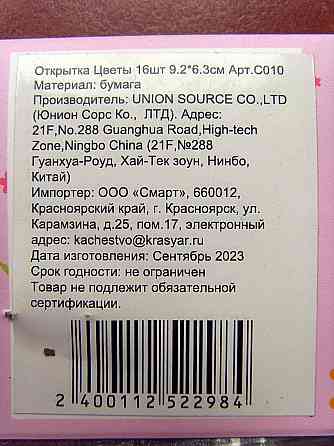 Открытка Цветы 16шт 9.2*6.3см Арт.С010
Материал: бумага
Производитель: UNION SOURCE CO.,LTD
(Юнион Сорс Ко., ЛТД). Адрес:
21F,No.288 Guanghua Road,High-tech
Zone,Ningbo China (21F,№288
Гуанхуа-Роуд, Хай-Тек зоун, Нинбо,
Китай)
Импортер: ООО «Смарт», 660012,
Красноярский край, г. Красноярск, ул.
Карамзина, д.25, пом.17, электронный
адрес: kachestvo@krasyar.ru
Дата изготовления: Сентябрь 2023
Срок годности: не ограничен
Товар не подлежит обязательной
сертификации.
2 400112 522984